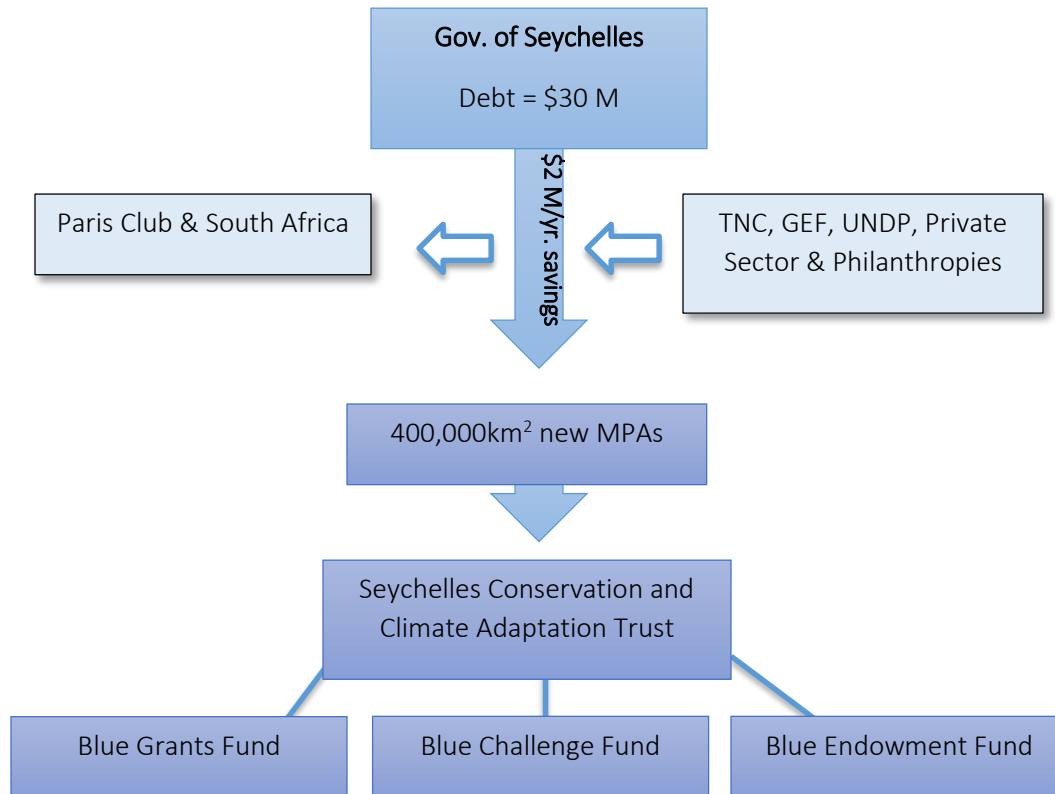 Gov. of Seychelles
Debt = $30 M
$2 M/yr. savings
Paris Club & South Africa
TNC, GEF, UNDP, Private
Sector & Philanthropies
400,000km² new MPAs
Seychelles Conservation and
Climate Adaptation Trust
Blue Grants Fund
Blue Challenge Fund
Blue Endowment Fund